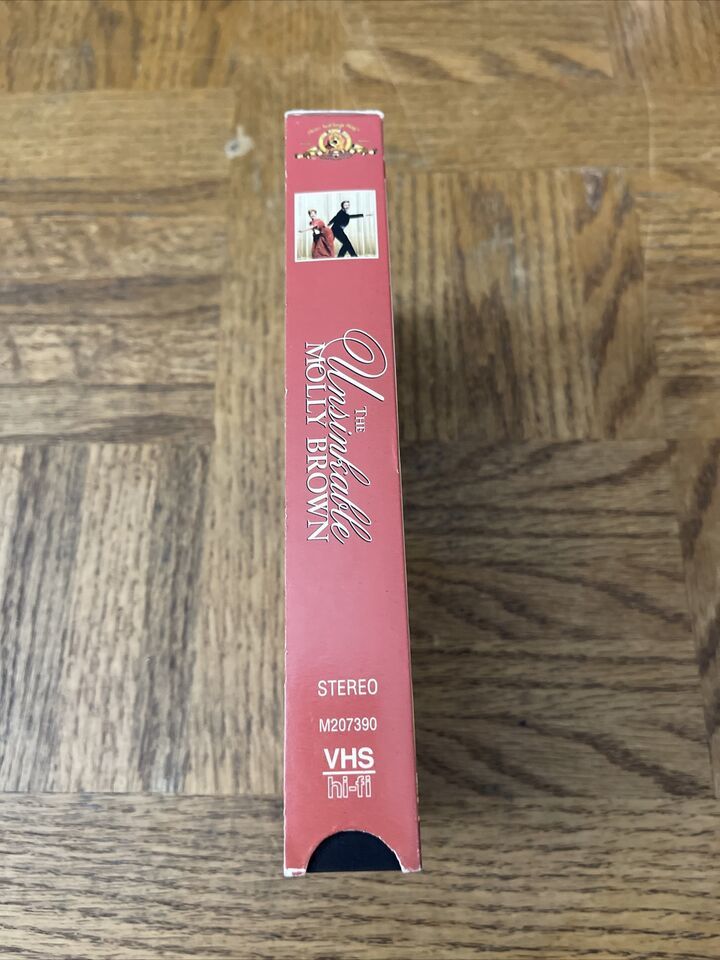 THE
Unsinkable
MOLLY BROWN
STEREO
M207390
VHS
hi-fi